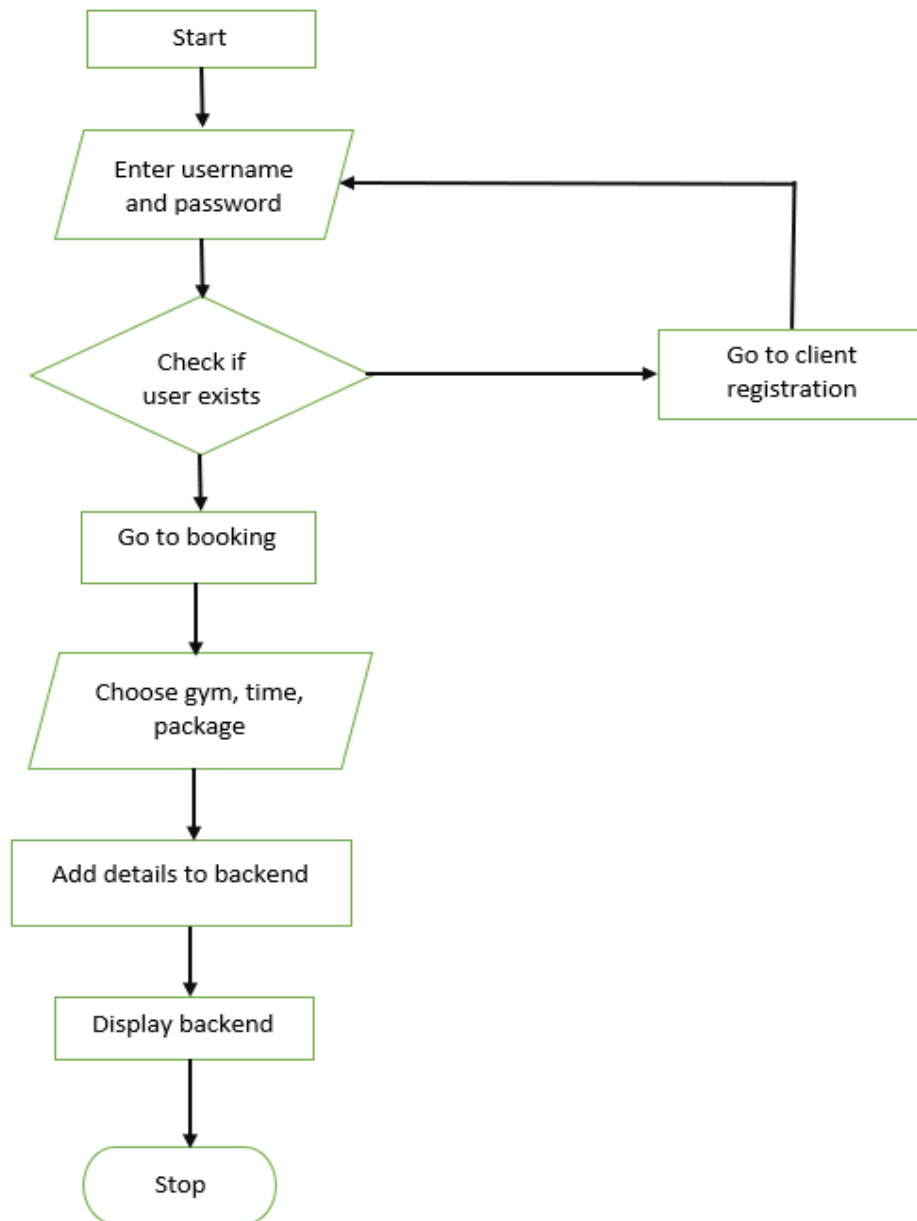 Start
Enter username
and password
Check if
user exists
Go to client
registration
Go to booking
Choose gym, time,
package
Add details to backend
Display backend
Stop